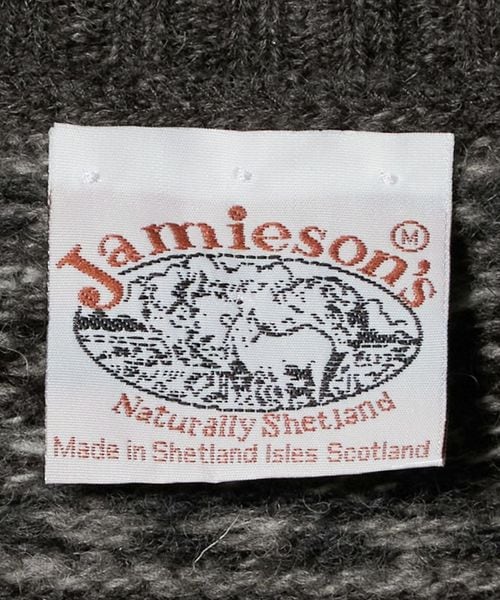 Jamieson's
M
Naturally Shetland
Made in Shetland Isles Scotland